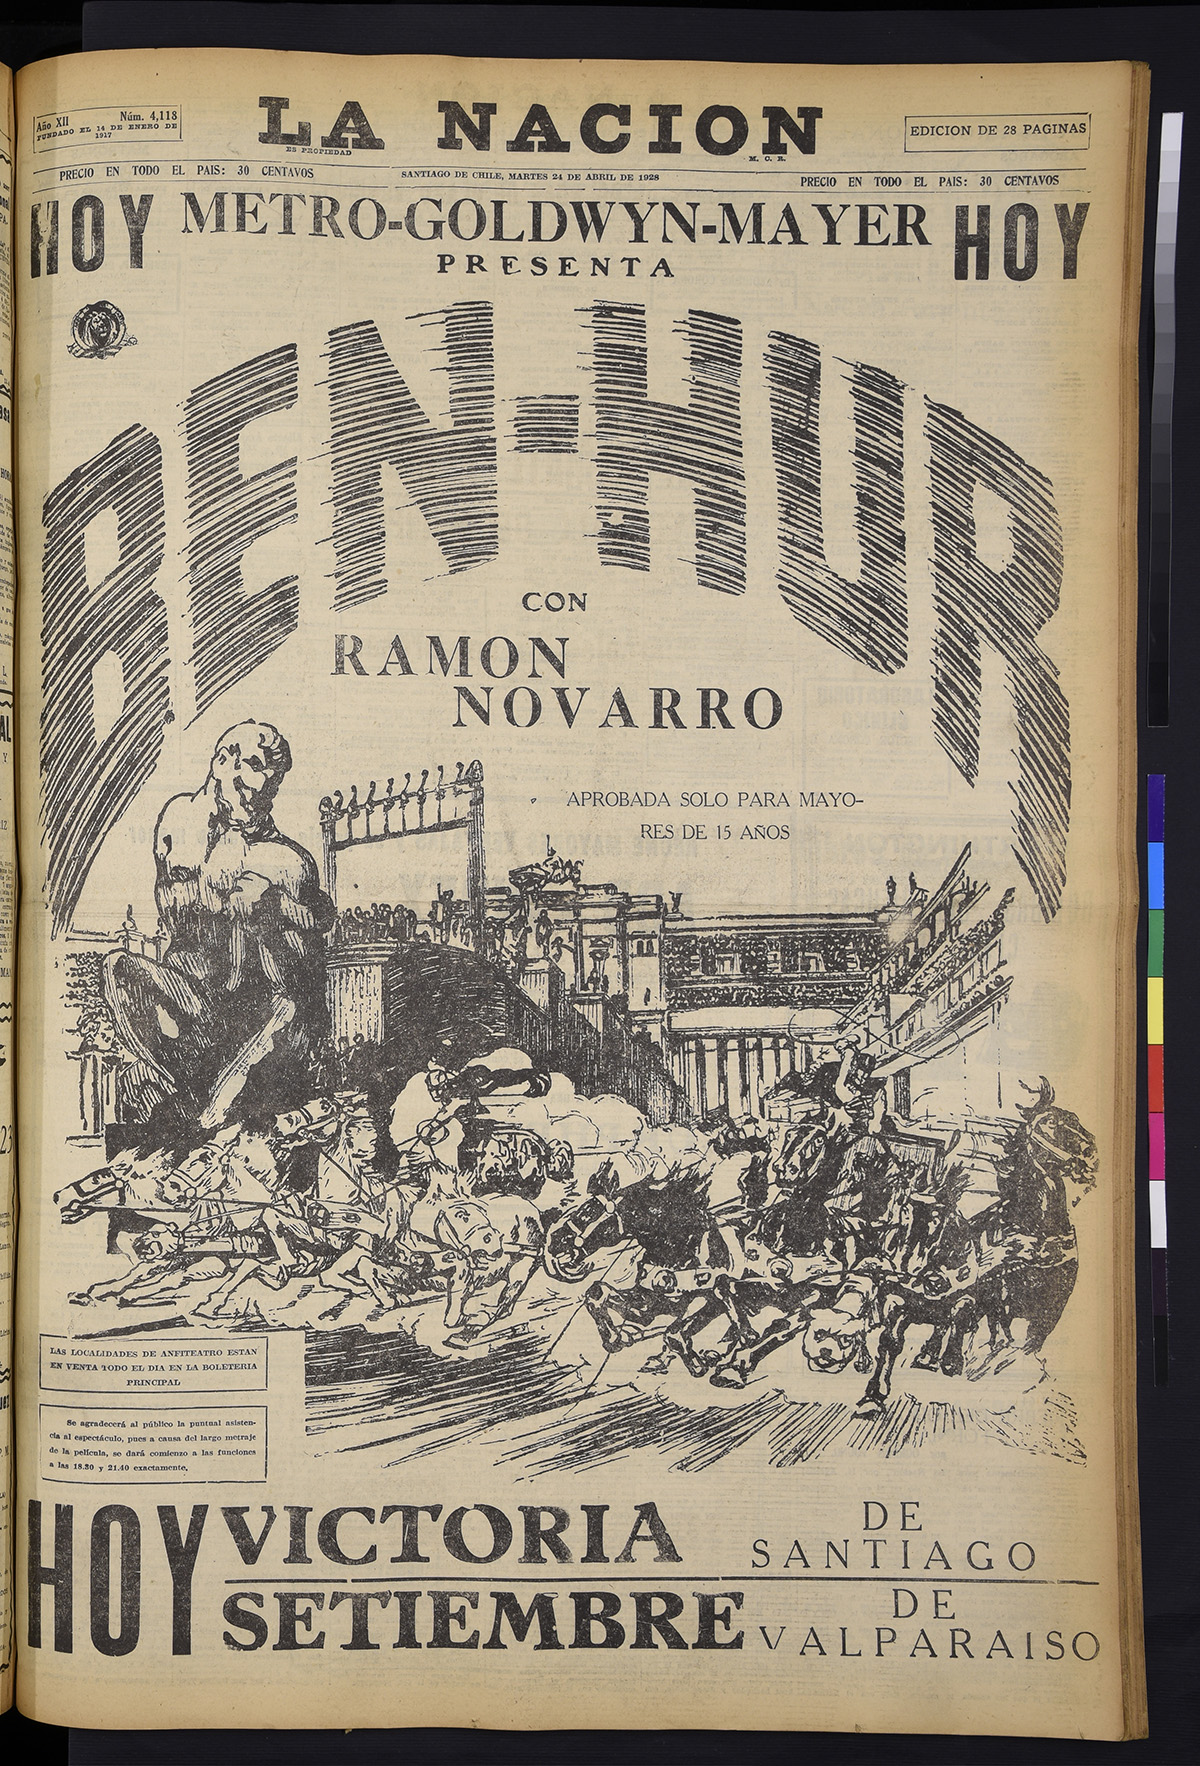 Año XII Núm. 4,118
FUNDADO EL 14 DE ENERO DE
1917
LA NACION
ES PROPIEDAD
M. C. R.
EDICION DE 28 PAGINAS
PRECIO EN TODO EL PAIS: 30 CENTAVOS
SANTIAGO DE CHILE, MARTES 24 DE ABRIL DE 1928
PRECIO EN TODO EL PAIS: 30 CENTAVOS
HOY METRO-GOLDWYN-MAYER HOY
PRESENTA
BEN-HUR
CON
RAMON
NOVARRO
APROBADA SOLO PARA MAYO-
RES DE 15 AÑOS
LAS LOCALIDADES DE ANFITEATRO ESTAN
EN VENTA TODO EL DIA EN LA BOLETERIA
PRINCIPAL
Se agradecerá al público la puntual asisten-
cia al espectáculo, pues a causa del largo metraje
de la película, se dará comienzo a las funciones
a las 18.30 y 21.40 exactamente.
HOY
VICTORIA
DE
SANTIAGO
SETIEMBRE
DE
VALPARAISO